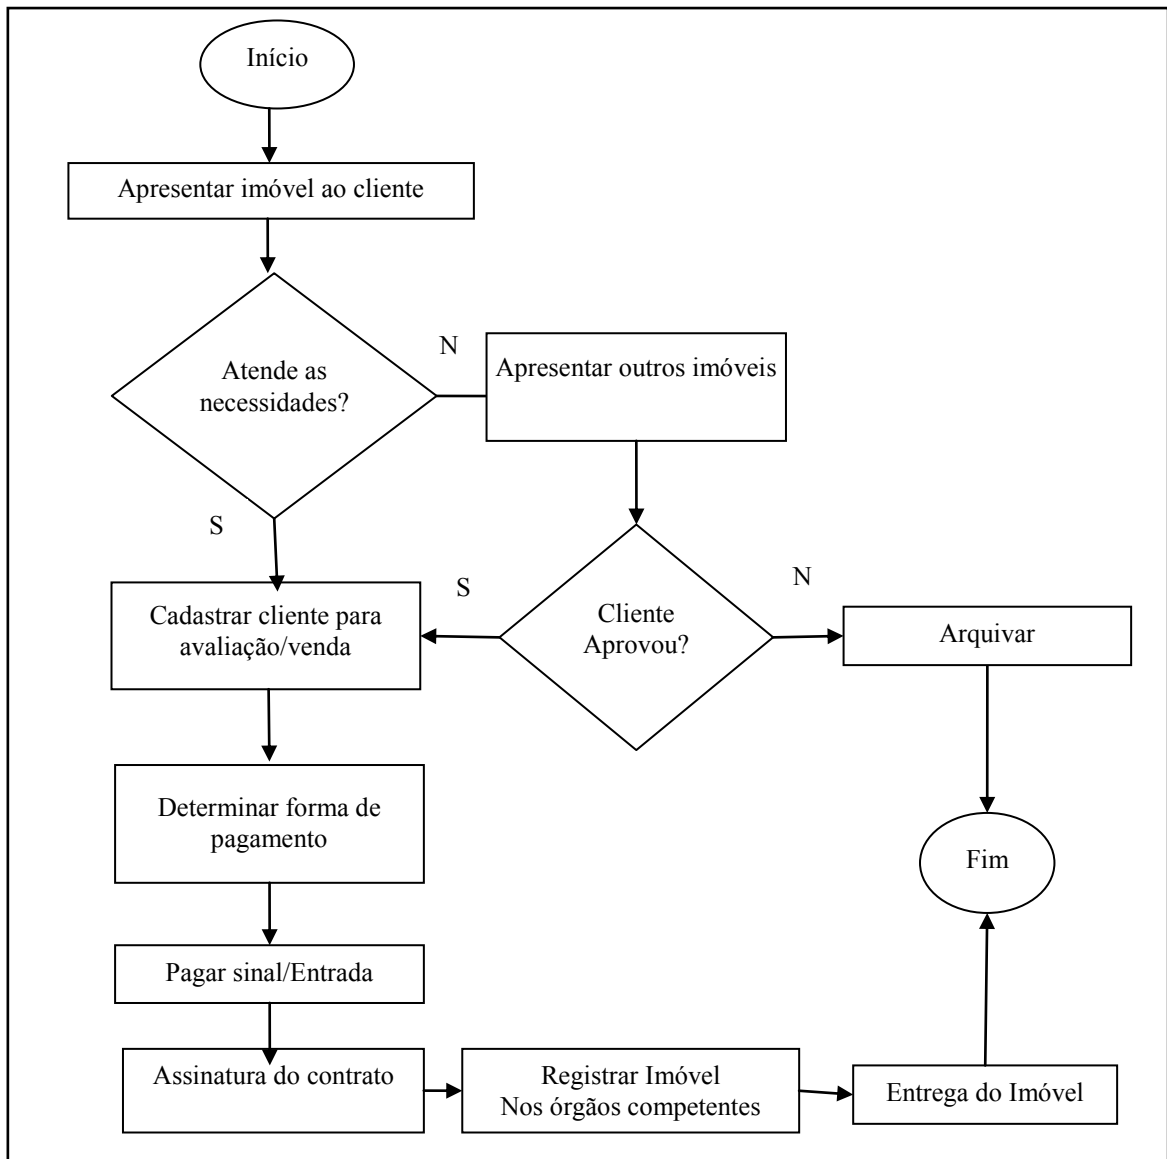 Início
Apresentar imóvel ao cliente
Atende as
necessidades?
N
Apresentar outros imóveis
S
Cadastrar cliente para
avaliação/venda
S
Cliente
Aprovou?
N
Arquivar
Determinar forma de
pagamento
Fim
Pagar sinal/Entrada
Assinatura do contrato
Registrar Imóvel
Nos órgãos competentes
Entrega do Imóvel